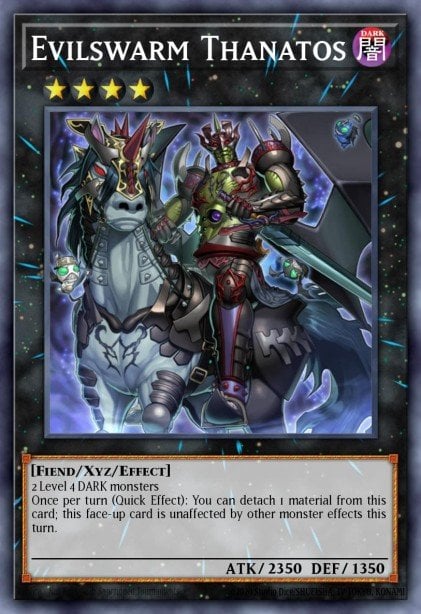 EVILSWARM THANATOS
DARK
闇
[FIEND/XYZ/EFFECT]
2 Level 4 DARK monsters
Once per turn (Quick Effect): You can detach 1 material from this
card; this face-up card is unaffected by other monster effects this
turn.
ATK/2350 DEF/1350